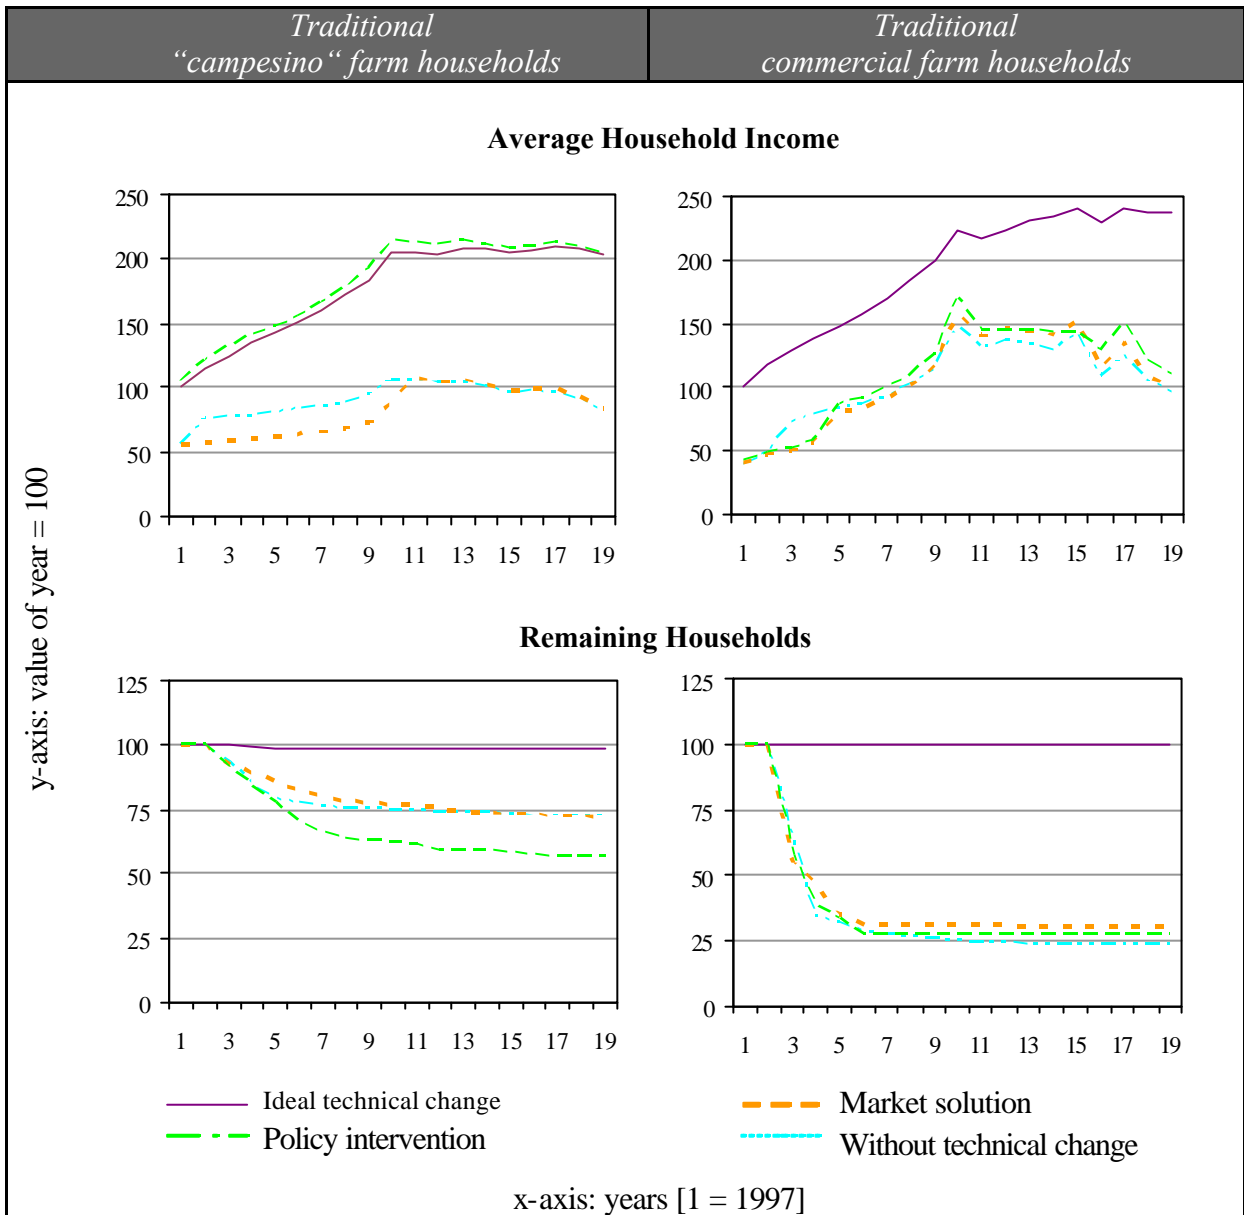 Traditional
“campesino“ farm households
Traditional
commercial farm households
Average Household Income
250
200
150
100
50
0
1 3 5 7 9 11 13 15 17 19
250
200
150
100
50
0
1 3 5 7 9 11 13 15 17 19
y-axis: value of year = 100
Remaining Households
125
100
75
50
25
0
1 3 5 7 9 11 13 15 17 19
125
100
75
50
25
0
1 3 5 7 9 11 13 15 17 19
Ideal technical change
Policy intervention
Market solution
Without technical change
x-axis: years [1 = 1997]